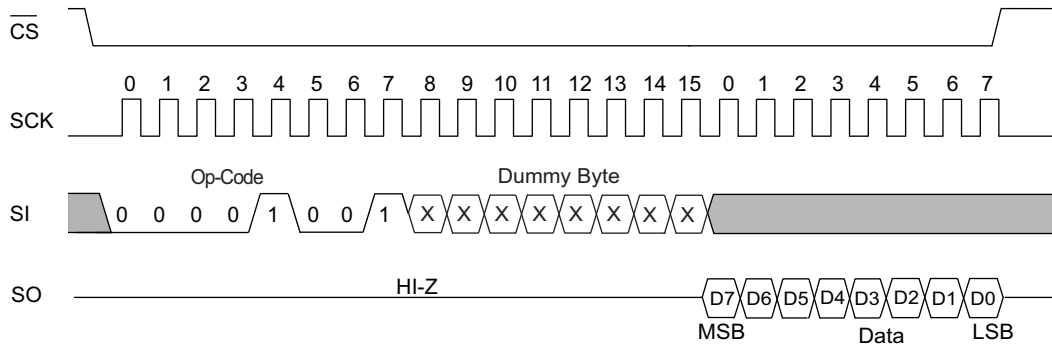 CS
0 1 2 3 4 5 6 7 8 9 10 11 12 13 14 15 0 1 2 3 4 5 6 7
SCK
Op-Code Dummy Byte
SI 0 0 0 0 1 0 0 1 X X X X X X X X
HI-Z
SO D7 D6 D5 D4 D3 D2 D1 D0
MSB Data LSB